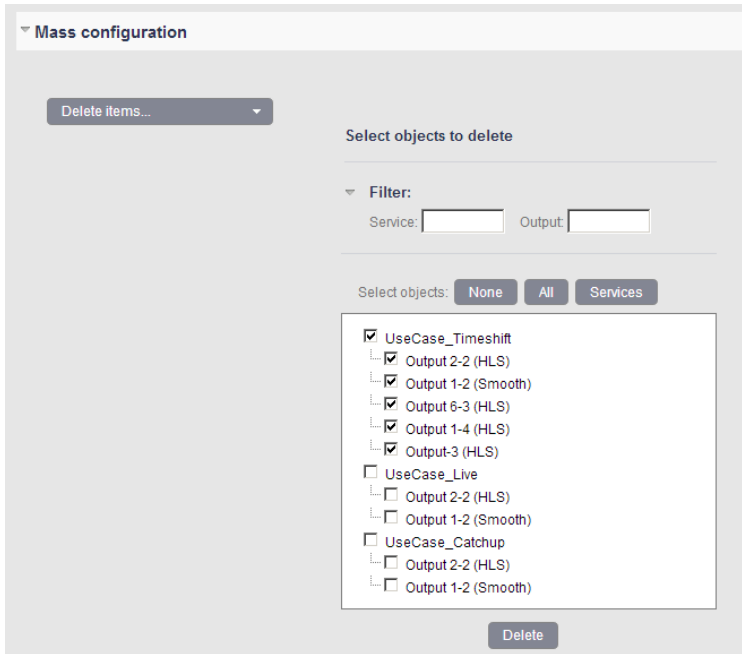 Mass configuration
Delete items...
Select objects to delete
Filter:
Service: Output:
Select objects: None All Services
UseCase_Timeshift
Output 2-2 (HLS)
Output 1-2 (Smooth)
Output 6-3 (HLS)
Output 1-4 (HLS)
Output-3 (HLS)
UseCase_Live
Output 2-2 (HLS)
Output 1-2 (Smooth)
UseCase_Catchup
Output 2-2 (HLS)
Output 1-2 (Smooth)
Delete